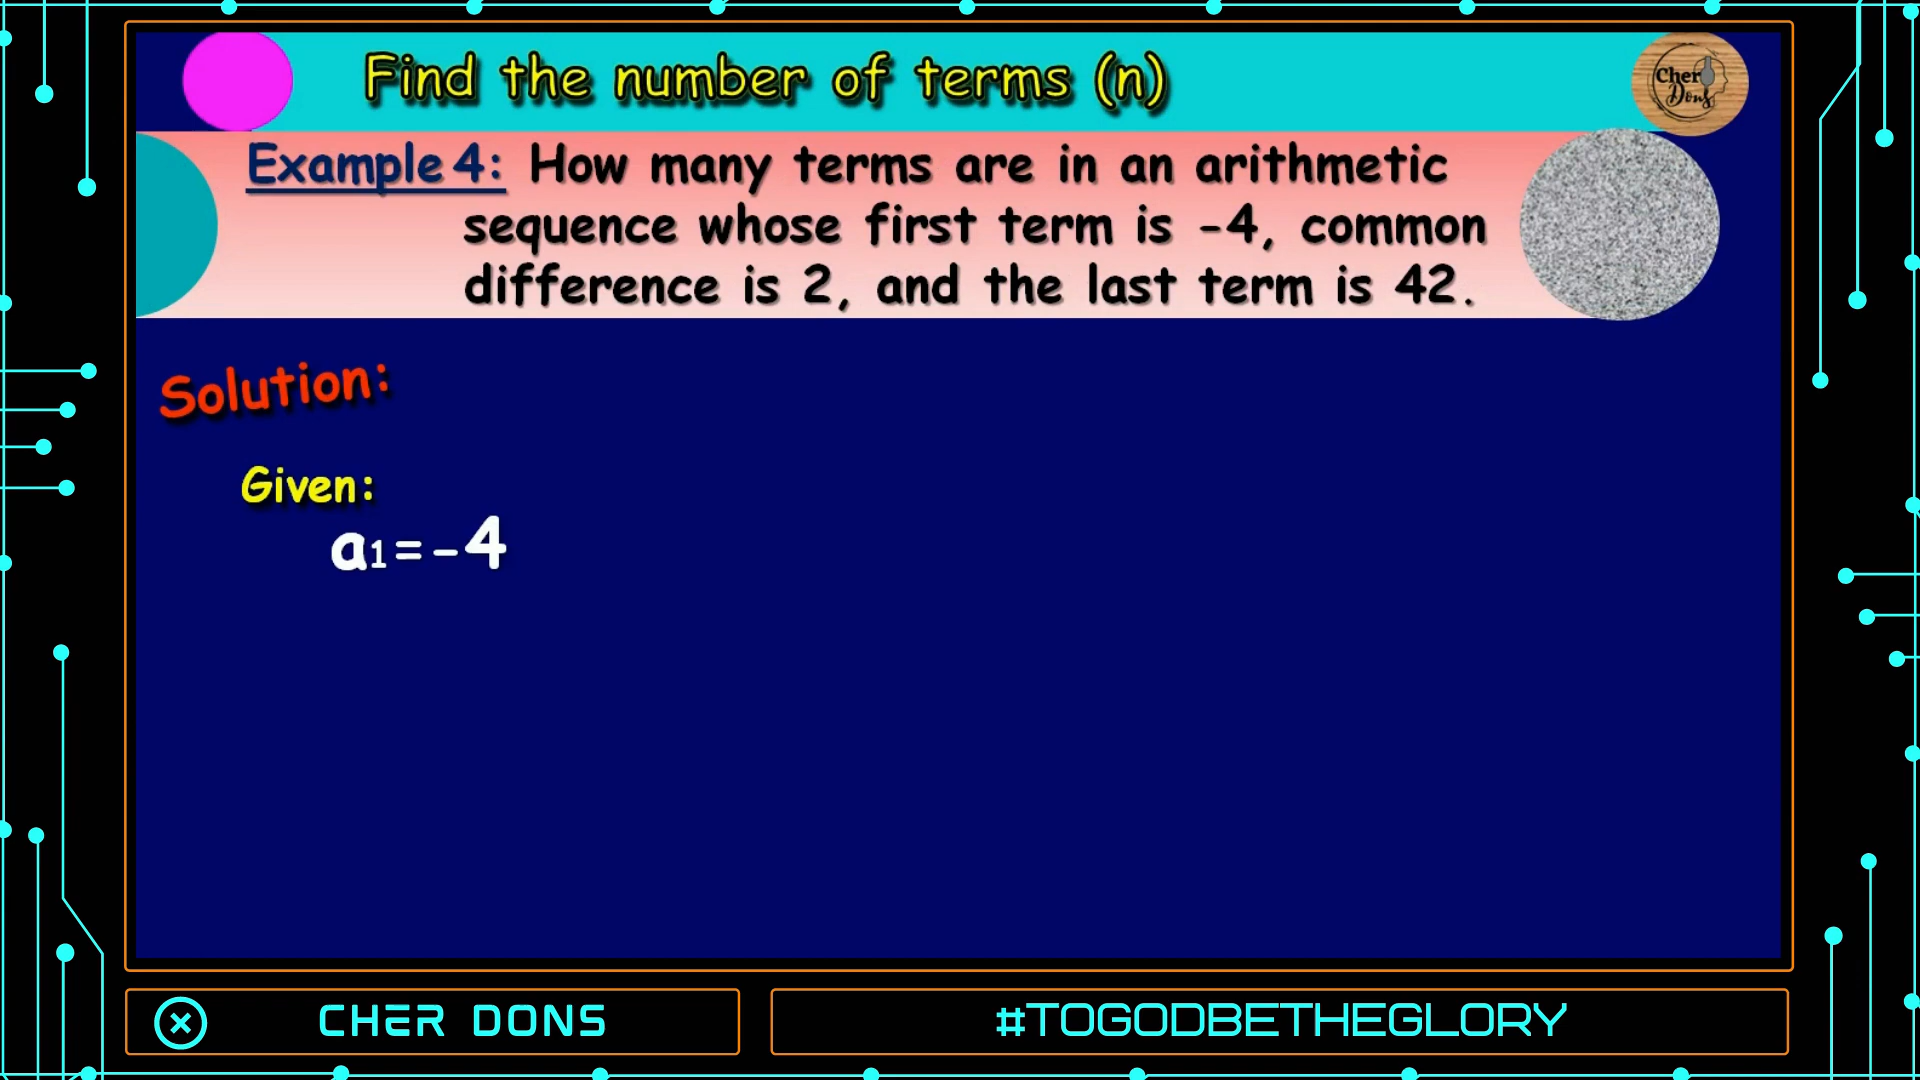 Find the number of terms (n)
Cher
Dons
Example 4: How many terms are in an arithmetic
sequence whose first term is -4, common
difference is 2, and the last term is 42.
Solution:
Given:
a1=-4
CHER DONS
#TOGODBETHEGLORY